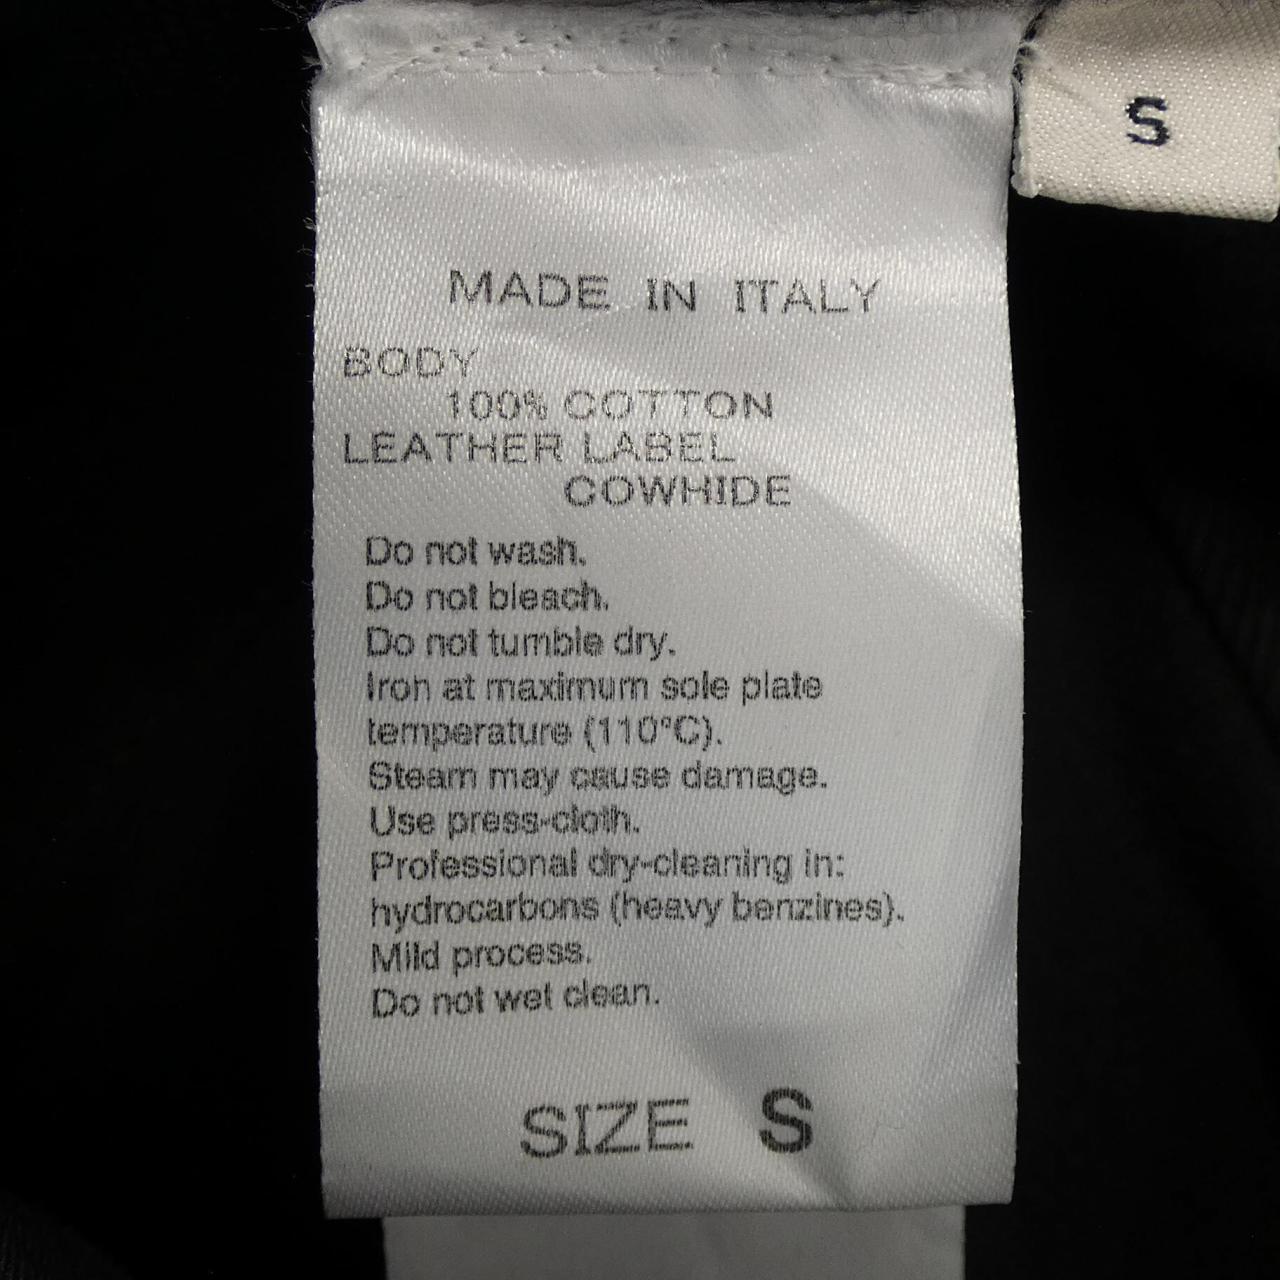 S
MADE IN ITALY
BODY
100% COTTON
LEATHER LABEL
COWHIDE
Do not wash.
Do not bleach.
Do not tumble dry.
Iron at maximum sole plate
temperature (110°C).
Steam may cause damage.
Use press-cloth.
Professional dry-cleaning in:
hydrocarbons (heavy benzines).
Mild process.
Do not wet clean.
SIZE S